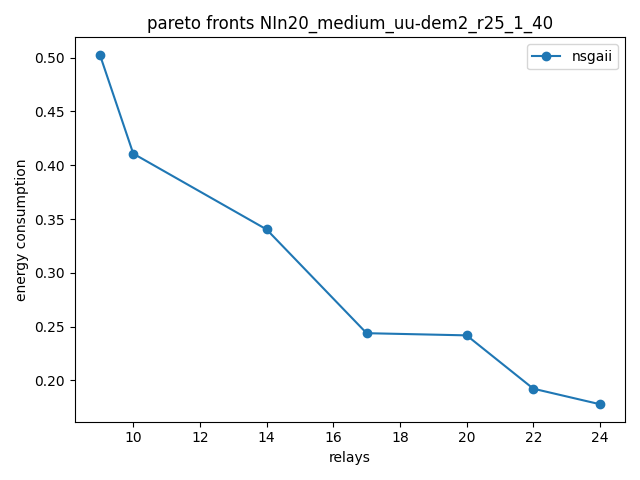 pareto fronts NIn20_medium_uu-dem2_r25_1_40
nsgaii
0.50
0.45
0.40
0.35
0.30
0.25
0.20
energy consumption
10 12 14 16 18 20 22 24
relays